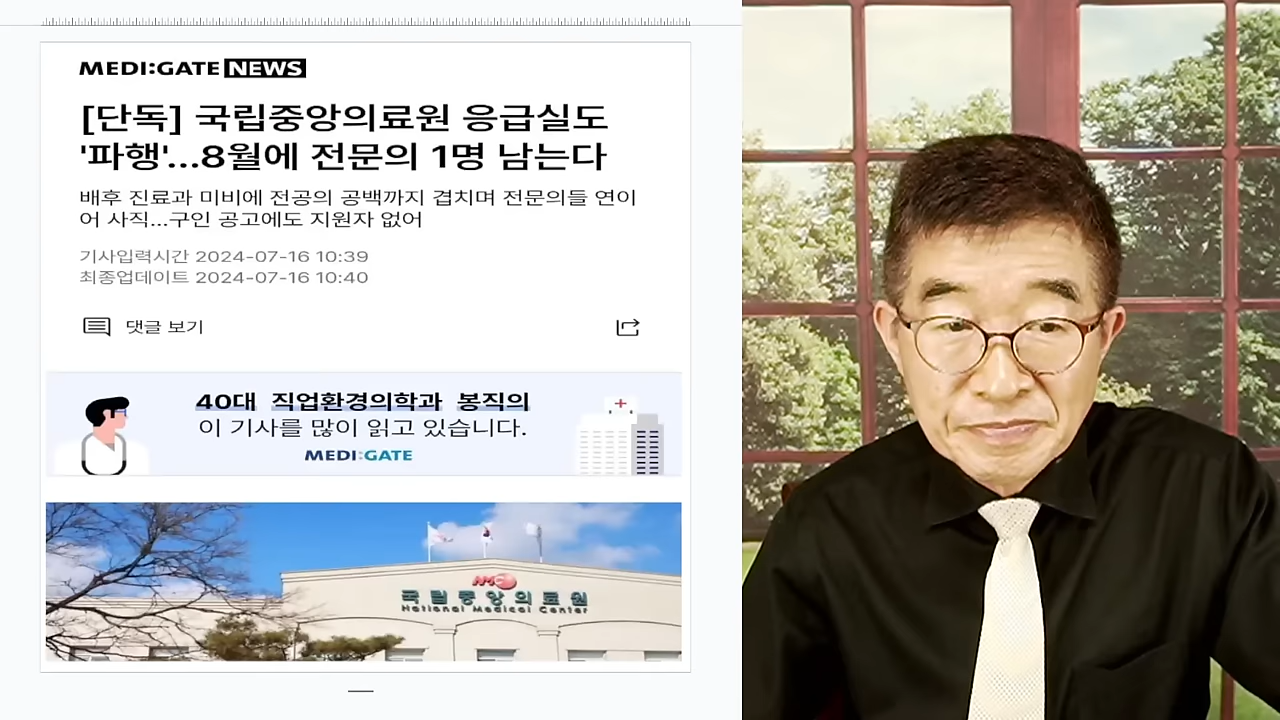 MEDI:GATE NEWS
[단독] 국립중앙의료원 응급실도
'파행'...8월에 전문의 1명 남는다
배후 진료과 미비에 전공의 공백까지 겹치며 전문의들 연이
어 사직...구인 공고에도 지원자 없어
기사입력시간 2024-07-16 10:39
최종업데이트 2024-07-16 10:40
댓글 보기
40대 직업환경의학과 봉직의
이 기사를 많이 읽고 있습니다.
MEDI:GATE
NMC
국립중앙의료원
National Medical Center